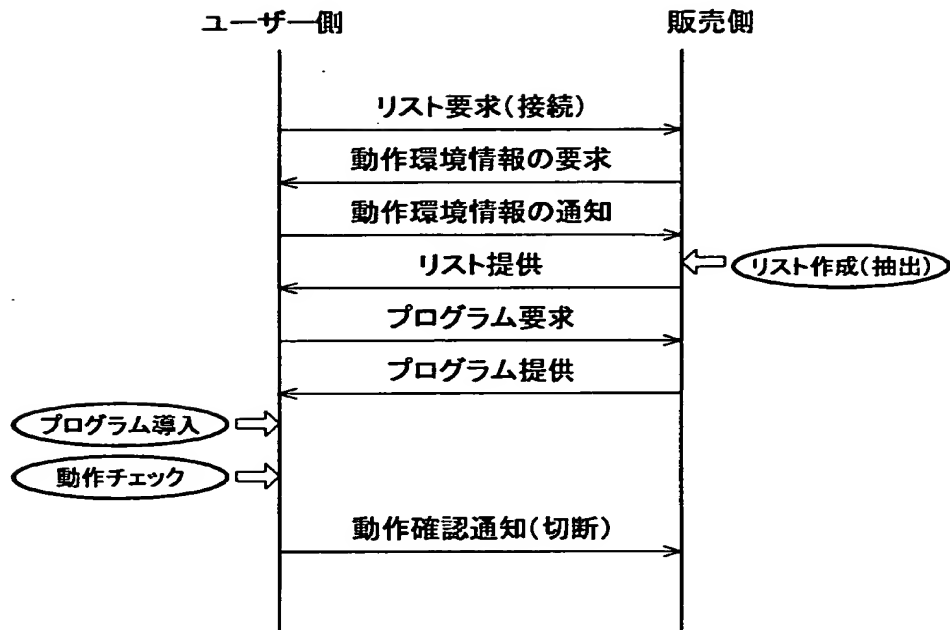 ユーザー側
販売側
リスト要求(接続)
動作環境情報の要求
動作環境情報の通知
リスト提供
リスト作成(抽出)
プログラム要求
プログラム提供
プログラム導入
動作チェック
動作確認通知(切断)